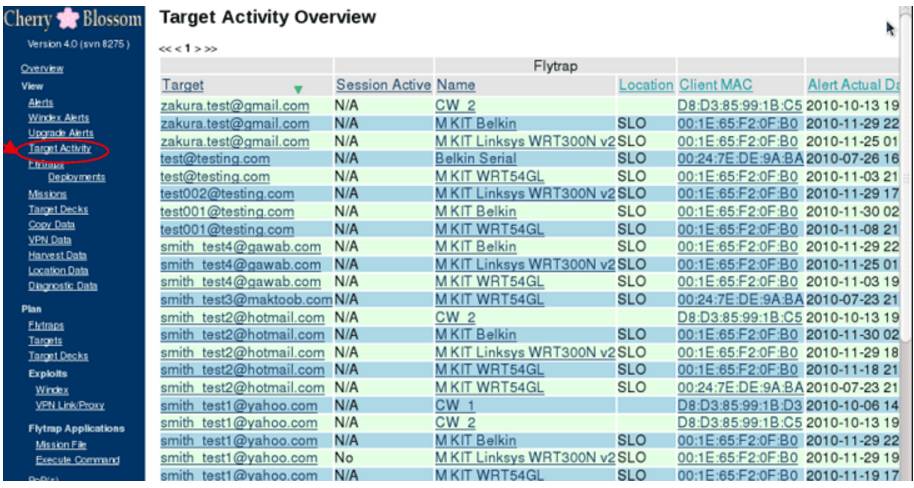 Cherry Blossom
Version 4.0 (svn 8275 )
Overview
View
Alerts
Windex Alerts
Upgrade Alerts
Target Activity
Flytraps
Deployments
Missions
Target Decks
Copy Data
VPN Data
Harvest Data
Location Data
Diagnostic Data
Plan
Flytraps
Targets
Target Decks
Exploits
Windex
VPN Link/Proxy
Flytrap Applications
Mission File
Execute Command
Target Activity Overview
<< < 1 > >>
Flytrap
Target Session Active Name Location Client MAC Alert Actual Da
zakura.test@gmail.com N/A CW_2 D8:D3:85:99:1B:C5 2010-10-13 19
zakura.test@gmail.com N/A M KIT Belkin SLO 00:1E:65:F2:0F:B0 2010-11-29 22
zakura.test@gmail.com N/A M KIT Linksys WRT300N v2 SLO 00:1E:65:F2:0F:B0 2010-11-25 01
test@testing.com N/A Belkin Serial SLO 00:24:7E:DE:9A:BA 2010-07-26 16
test@testing.com N/A M KIT WRT54GL SLO 00:1E:65:F2:0F:B0 2010-11-03 21
test002@testing.com N/A M KIT Linksys WRT300N v2 SLO 00:1E:65:F2:0F:B0 2010-11-29 17
test001@testing.com N/A M KIT Belkin SLO 00:1E:65:F2:0F:B0 2010-11-30 02
test001@testing.com N/A M KIT WRT54GL SLO 00:1E:65:F2:0F:B0 2010-11-08 21
smith_test4@gawab.com N/A M KIT Belkin SLO 00:1E:65:F2:0F:B0 2010-11-29 22
smith_test4@gawab.com N/A M KIT Linksys WRT300N v2 SLO 00:1E:65:F2:0F:B0 2010-11-25 01
smith_test4@gawab.com N/A M KIT WRT54GL SLO 00:1E:65:F2:0F:B0 2010-11-03 19
smith_test3@maktoob.com N/A M KIT WRT54GL SLO 00:24:7E:DE:9A:BA 2010-07-23 21
smith_test2@hotmail.com N/A CW_2 D8:D3:85:99:1B:C5 2010-10-13 19
smith_test2@hotmail.com N/A M KIT Belkin SLO 00:1E:65:F2:0F:B0 2010-11-30 02
smith_test2@hotmail.com N/A M KIT Linksys WRT300N v2 SLO 00:1E:65:F2:0F:B0 2010-11-29 18
smith_test2@hotmail.com N/A M KIT WRT54GL SLO 00:1E:65:F2:0F:B0 2010-11-18 21
smith_test2@hotmail.com N/A M KIT WRT54GL SLO 00:24:7E:DE:9A:BA 2010-07-23 21
smith_test1@yahoo.com N/A CW_1 D8:D3:85:99:1B:D3 2010-10-06 14
smith_test1@yahoo.com N/A CW_2 D8:D3:85:99:1B:C5 2010-10-13 19
smith_test1@yahoo.com N/A M KIT Belkin SLO 00:1E:65:F2:0F:B0 2010-11-29 22
smith_test1@yahoo.com No M KIT Linksys WRT300N v2 SLO 00:1E:65:F2:0F:B0 2010-11-29 19
smith_test1@yahoo.com N/A M KIT WRT54GL SLO 00:1E:65:F2:0F:B0 2010-11-19 17